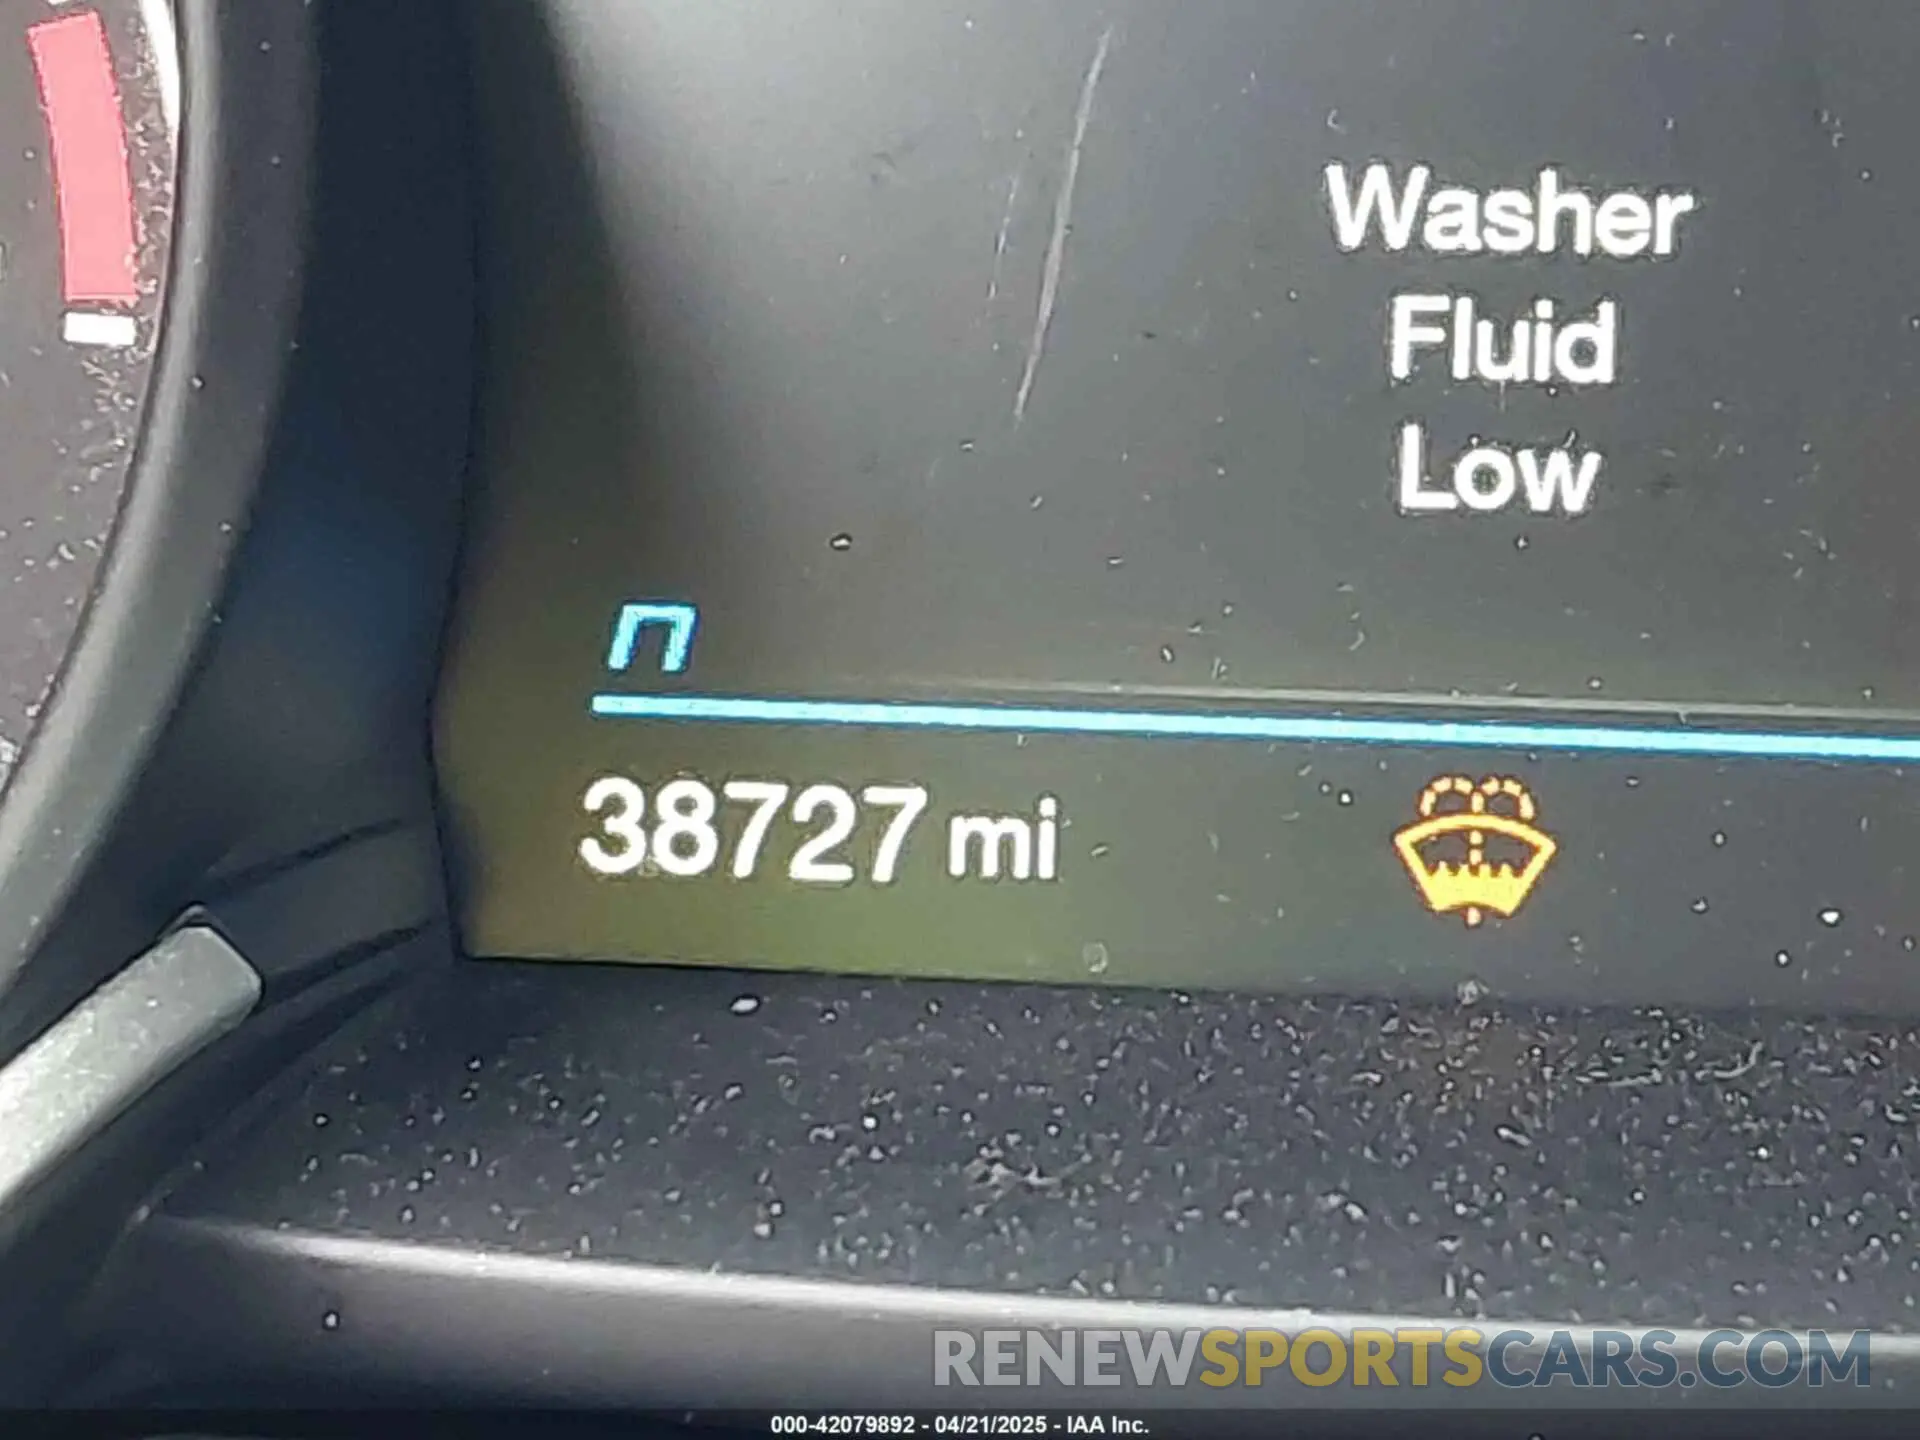 Washer
Fluid
Low
38727 mi
RENEWSPORTSCARS.COM
000-42079892 - 04/21/2025 - IAA Inc.